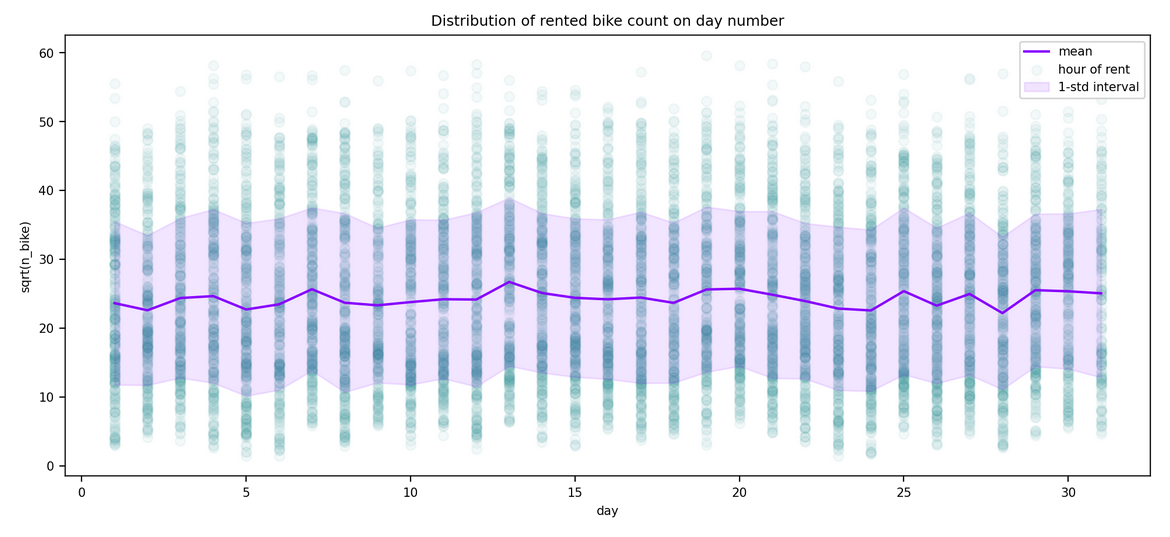 Distribution of rented bike count on day number
mean
hour of rent
1-std interval
sqrt(n_bike)
60
50
40
30
20
10
0
0 5 10 15 20 25 30
day